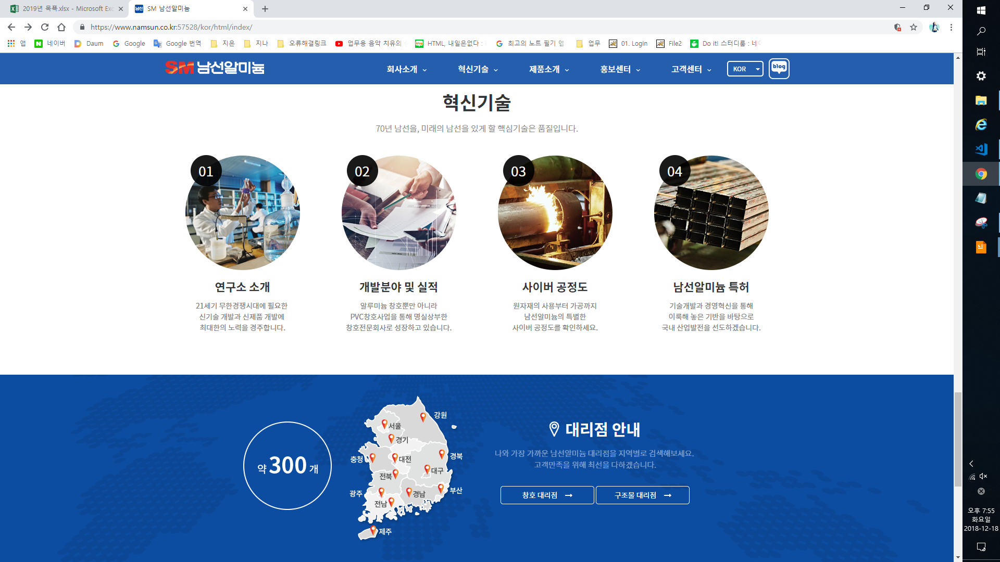 2019년 목푝.xlsx - Microsoft Exc
SM 남선알미늄
https://www.namsun.co.kr:57528/kor/html/index/
앱
네이버
Daum
Google
Google 번역
지은
지나
오류해결링크
업무용 음악 치유의
HTML, 내일은없다 :
최고의 노트 필기 앱
업무
01. Login
File2
Do it! 스터디룸 : 네
SM 남선알미늄
회사소개
혁신기술
제품소개
홍보센터
고객센터
KOR
blog
혁신기술
70년 남선을, 미래의 남선을 있게 할 핵심기술은 품질입니다.
01
02
03
04
연구소 소개
21세기 무한경쟁시대에 필요한
신기술 개발과 신제품 개발에
최대한의 노력을 경주합니다.
개발분야 및 실적
알루미늄 창호뿐만 아니라
PVC창호사업을 통해 명실상부한
창호전문회사로 성장하고 있습니다.
사이버 공정도
원자재의 사용부터 가공까지
남선알미늄의 특별한
사이버 공정도를 확인하세요.
남선알미늄 특허
기술개발과 경영혁신을 통해
이룩해 놓은 기반을 바탕으로
국내 산업발전을 선도하겠습니다.
약 300 개
강원
서울
경기
충청
대전
경북
전북
대구
광주
경남
부산
전남
제주
대리점 안내
나와 가장 가까운 남선알미늄 대리점을 지역별로 검색해보세요.
고객만족을 위해 최선을 다하겠습니다.
창호 대리점 →
구조물 대리점 →
오후 7:55
화요일
2018-12-18